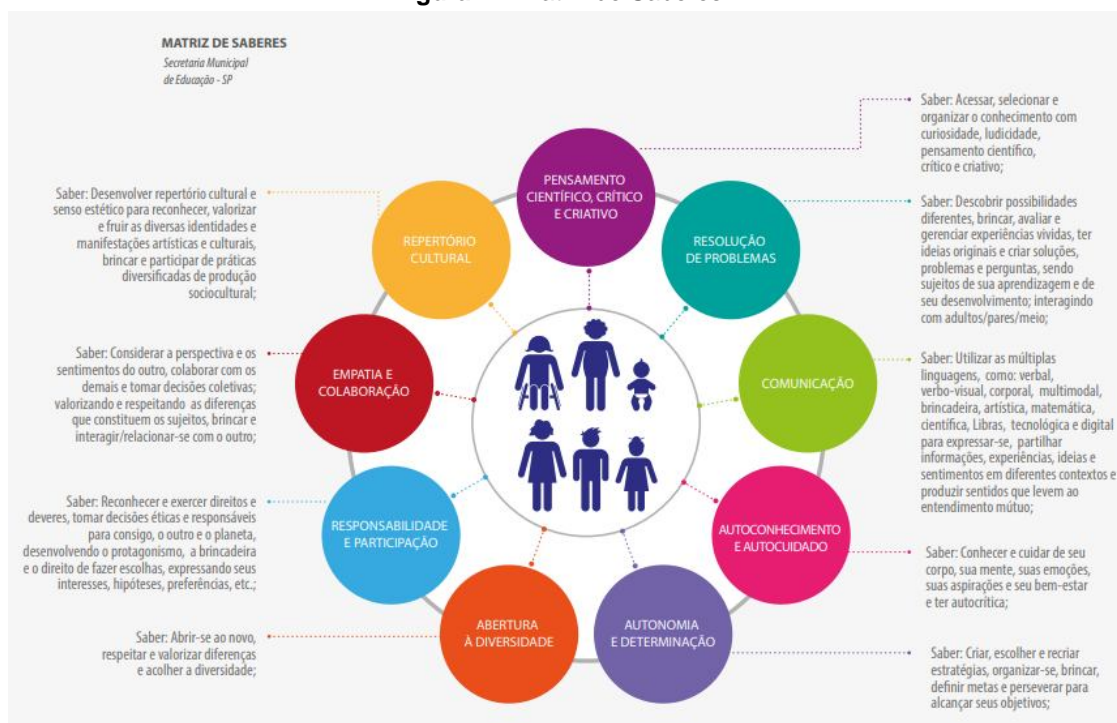 MATRIZ DE SABERES
Secretaria Municipal
de Educação - SP
PENSAMENTO
CIENTÍFICO, CRÍTICO
E CRIATIVO
Saber: Acessar, selecionar e
organizar o conhecimento com
curiosidade, ludicidade,
pensamento científico,
crítico e criativo;
RESOLUÇÃO
DE PROBLEMAS
Saber: Descobrir possibilidades
diferentes, brincar, avaliar e
gerenciar experiências vividas, ter
ideias originais e criar soluções,
problemas e perguntas, sendo
sujeitos de sua aprendizagem e de
seu desenvolvimento; interagindo
com adultos/pares/meio;
COMUNICAÇÃO
Saber: Utilizar as múltiplas
linguagens, como: verbal,
verbo-visual, corporal, multimodal,
brincadeira, artística, matemática,
científica, Libras, tecnológica e digital
para expressar-se, partilhar
informações, experiências, ideias e
sentimentos em diferentes contextos e
produzir sentidos que levem ao
entendimento mútuo;
AUTOCONHECIMENTO
E AUTOCUIDADO
Saber: Conhecer e cuidar de seu
corpo, sua mente, suas emoções,
suas aspirações e seu bem-estar
e ter autocrítica;
AUTONOMIA
E DETERMINAÇÃO
Saber: Criar, escolher e recriar
estratégias, organizar-se, brincar,
definir metas e perseverar para
alcançar seus objetivos;
ABERTURA
À DIVERSIDADE
Saber: Abrir-se ao novo,
respeitar e valorizar diferenças
e acolher a diversidade;
RESPONSABILIDADE
E PARTICIPAÇÃO
Saber: Reconhecer e exercer direitos e
deveres, tomar decisões éticas e responsáveis
para consigo, o outro e o planeta,
desenvolvendo o protagonismo, a brincadeira
e o direito de fazer escolhas, expressando seus
interesses, hipóteses, preferências, etc.;
EMPATIA E
COLABORAÇÃO
Saber: Considerar a perspectiva e os
sentimentos do outro, colaborar com os
demais e tomar decisões coletivas;
valorizando e respeitando as diferenças
que constituem os sujeitos, brincar e
interagir/relacionar-se com o outro;
REPERTÓRIO
CULTURAL
Saber: Desenvolver repertório cultural e
senso estético para reconhecer, valorizar
e fruir as diversas identidades e
manifestações artísticas e culturais,
brincar e participar de práticas
diversificadas de produção
sociocultural;